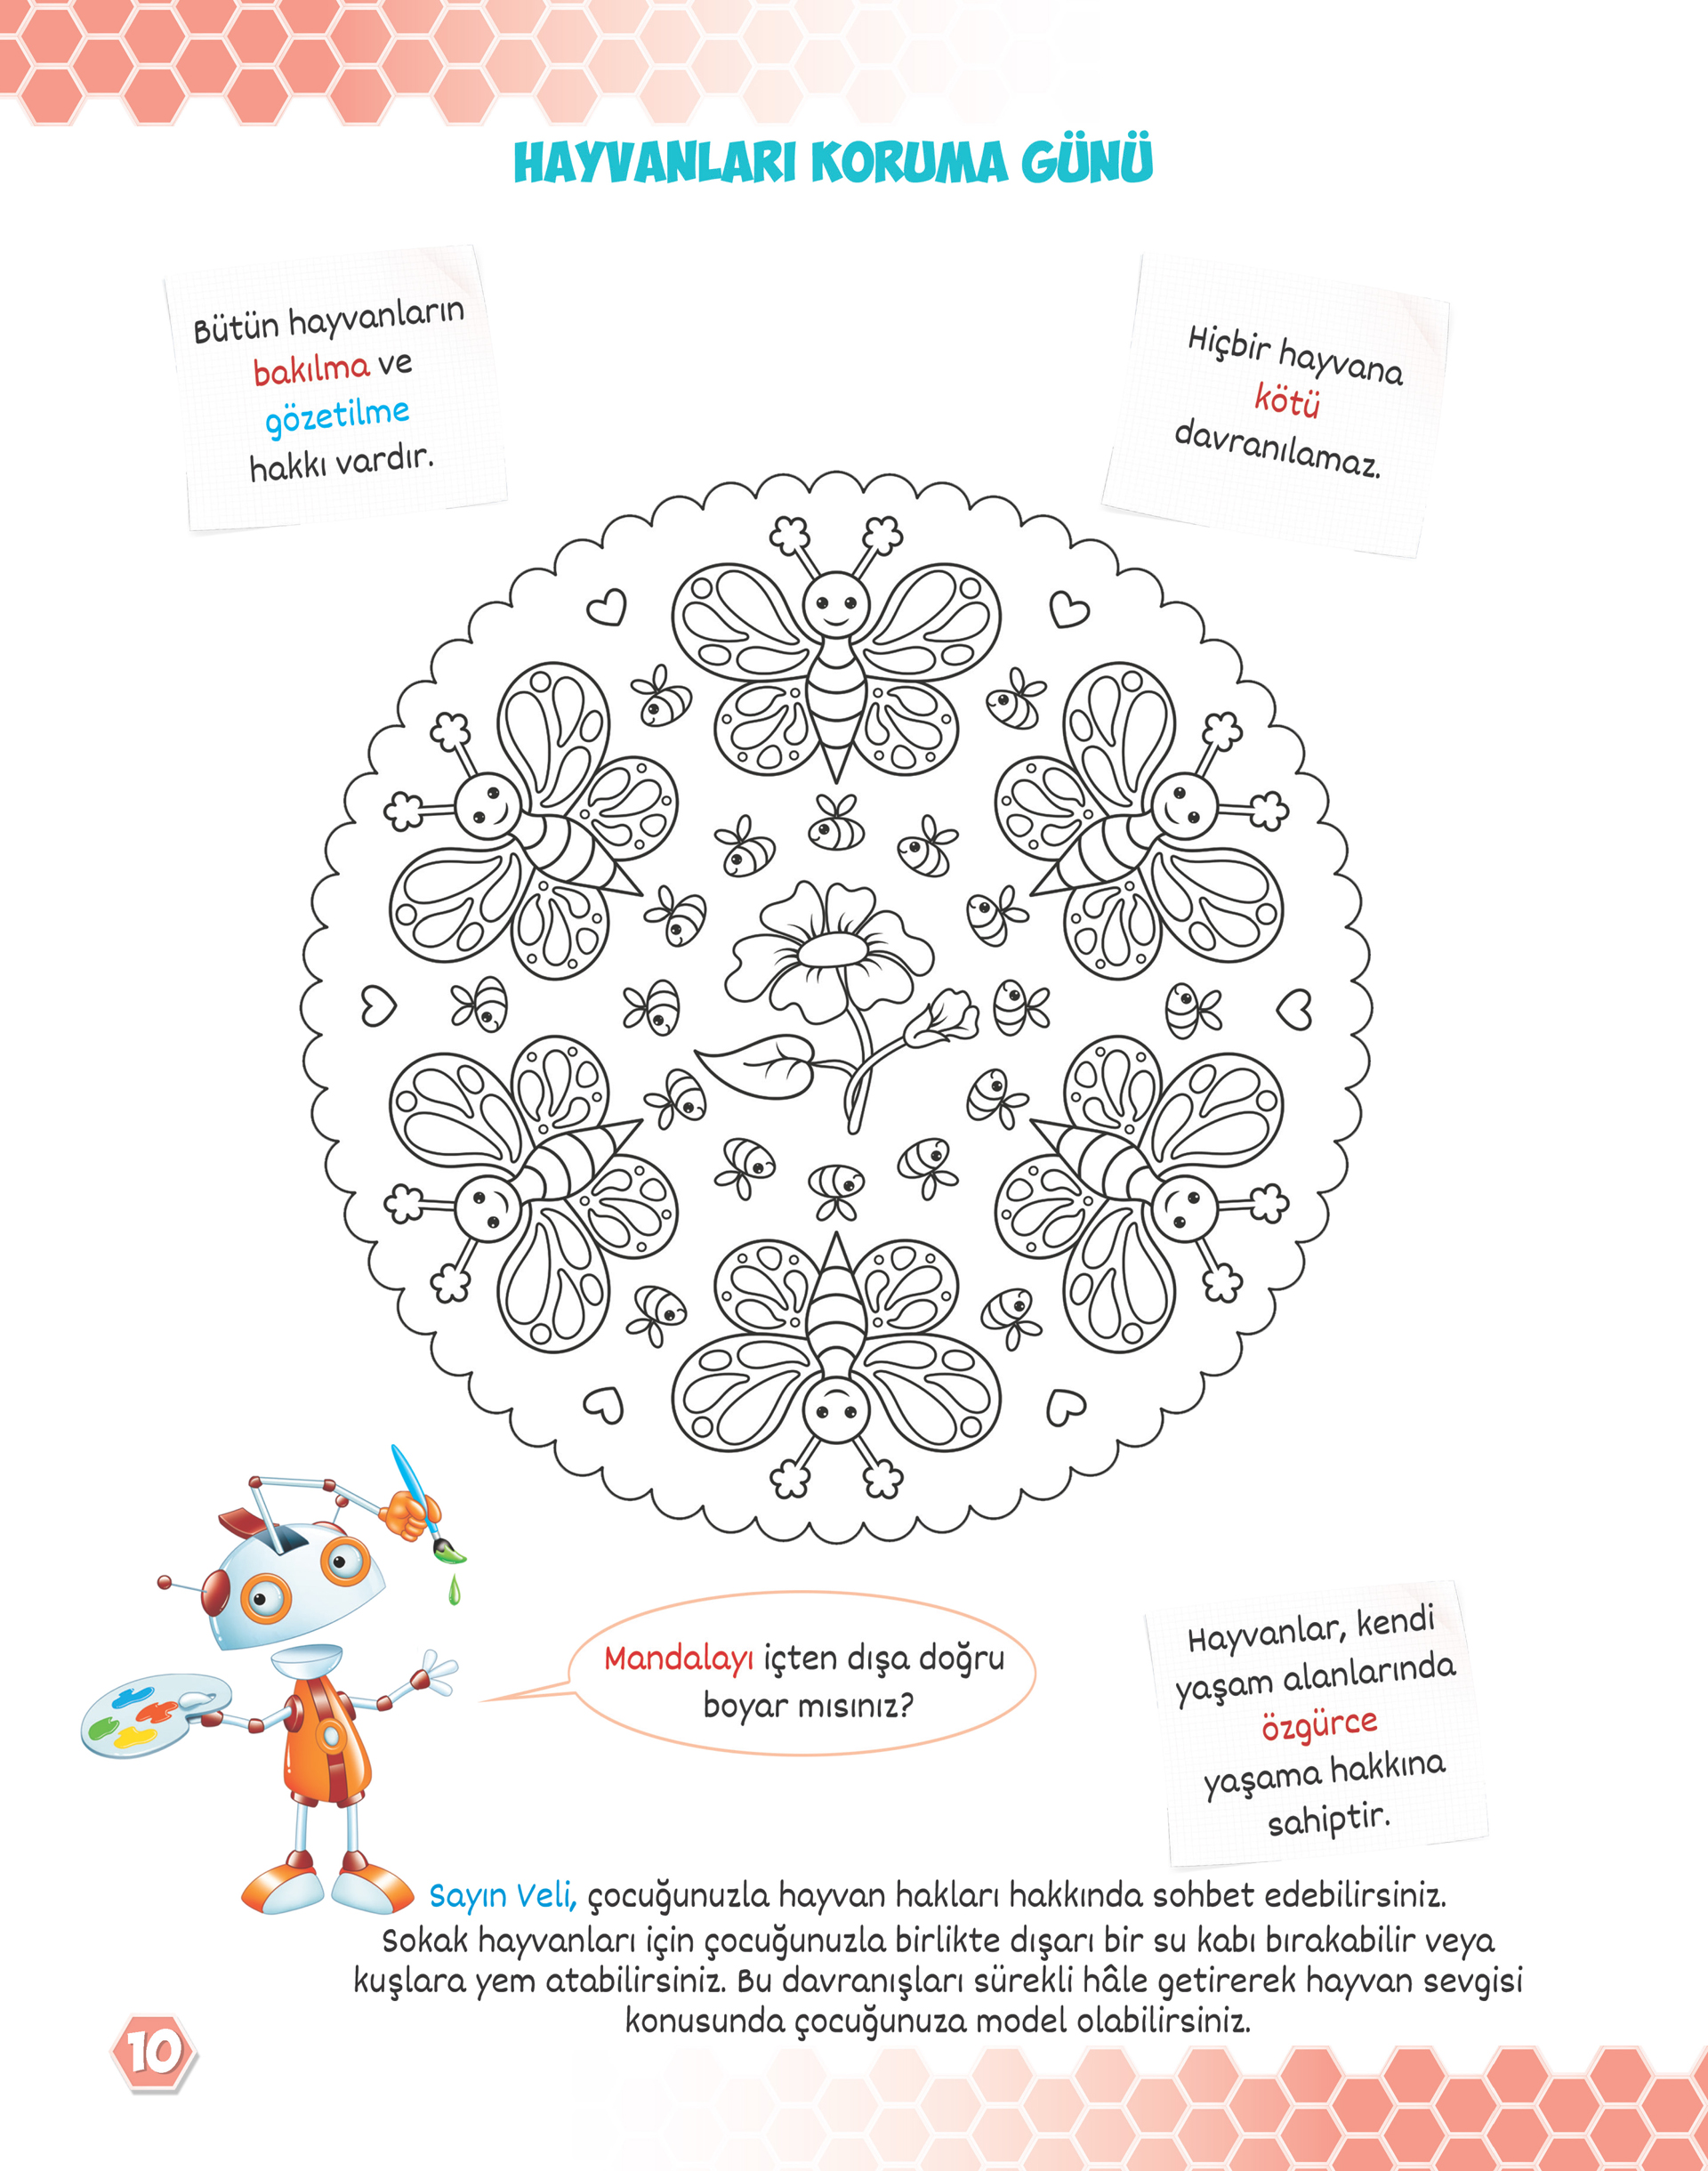 HAYVANLARI KORUMA GÜNÜ
Bütün hayvanların
bakılma ve
gözetilme
hakkı vardır.
Hiçbir hayvana
kötü
davranılamaz.
Mandalayı içten dışa doğru
boyar mısınız?
Hayvanlar, kendi
yaşam alanlarında
özgürce
yaşama hakkına
sahiptir.
Sayın Veli, çocuğunuzla hayvan hakları hakkında sohbet edebilirsiniz.
Sokak hayvanları için çocuğunuzla birlikte dışarı bir su kabı bırakabilir veya
kuşlara yem atabilirsiniz. Bu davranışları sürekli hâle getirerek hayvan sevgisi
konusunda çocuğunuza model olabilirsiniz.
10